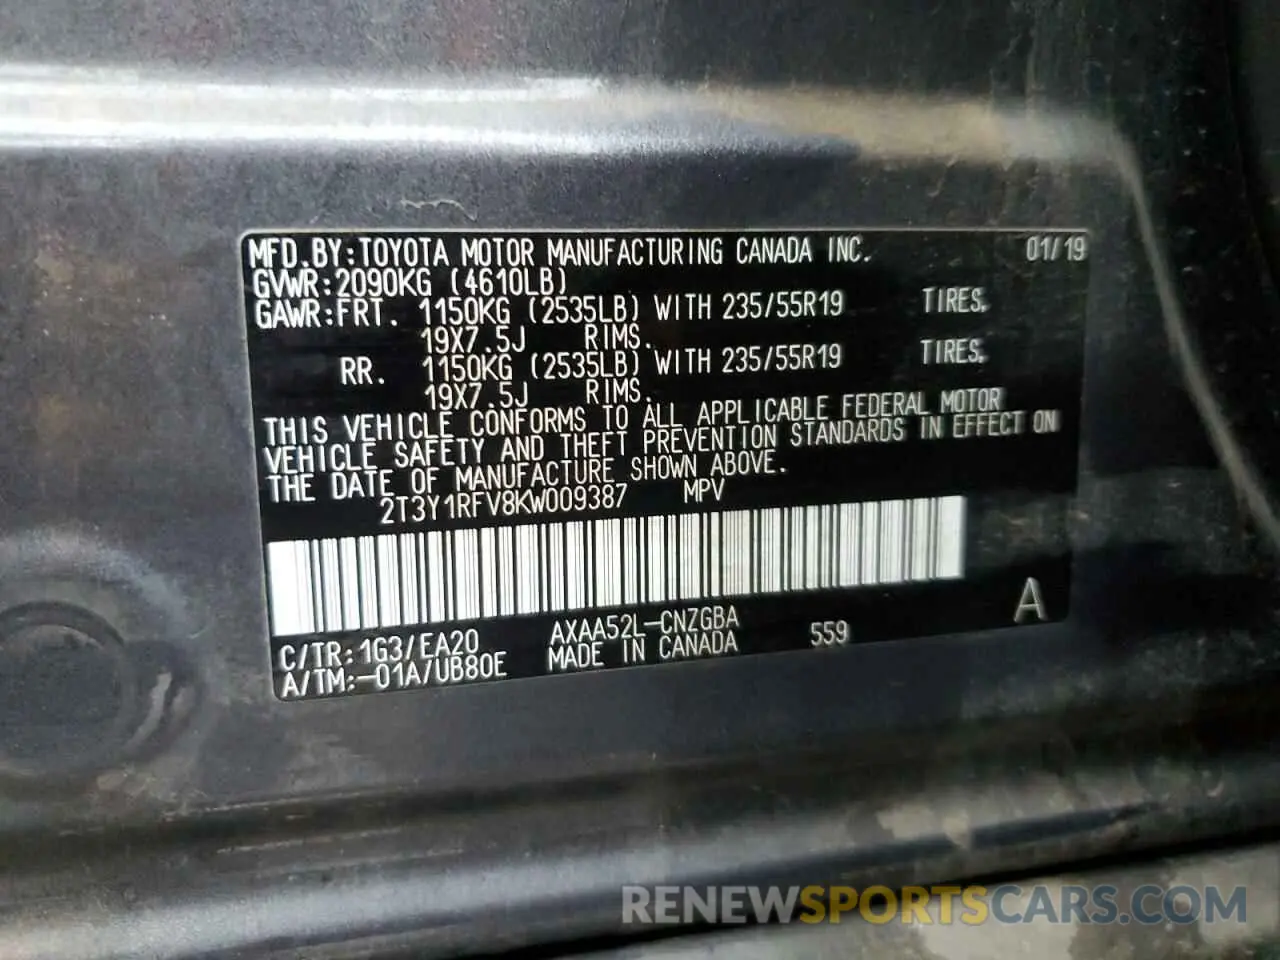 MFD.BY:TOYOTA MOTOR MANUFACTURING CANADA INC. 01/19
GVWR:2090KG (4610LB)
GAWR:FRT. 1150KG (2535LB) WITH 235/55R19 TIRES,
19X7.5J RIMS.
RR. 1150KG (2535LB) WITH 235/55R19 TIRES,
19X7.5J RIMS.
THIS VEHICLE CONFORMS TO ALL APPLICABLE FEDERAL MOTOR
VEHICLE SAFETY AND THEFT PREVENTION STANDARDS IN EFFECT ON
THE DATE OF MANUFACTURE SHOWN ABOVE.
2T3Y1RFV8KW009387 MPV
A
C/TR:1G3/EA20 AXAA52L-CNZGBA 559
A/TM:-01A/UB80E MADE IN CANADA
RENEWSPORTSCARS.COM